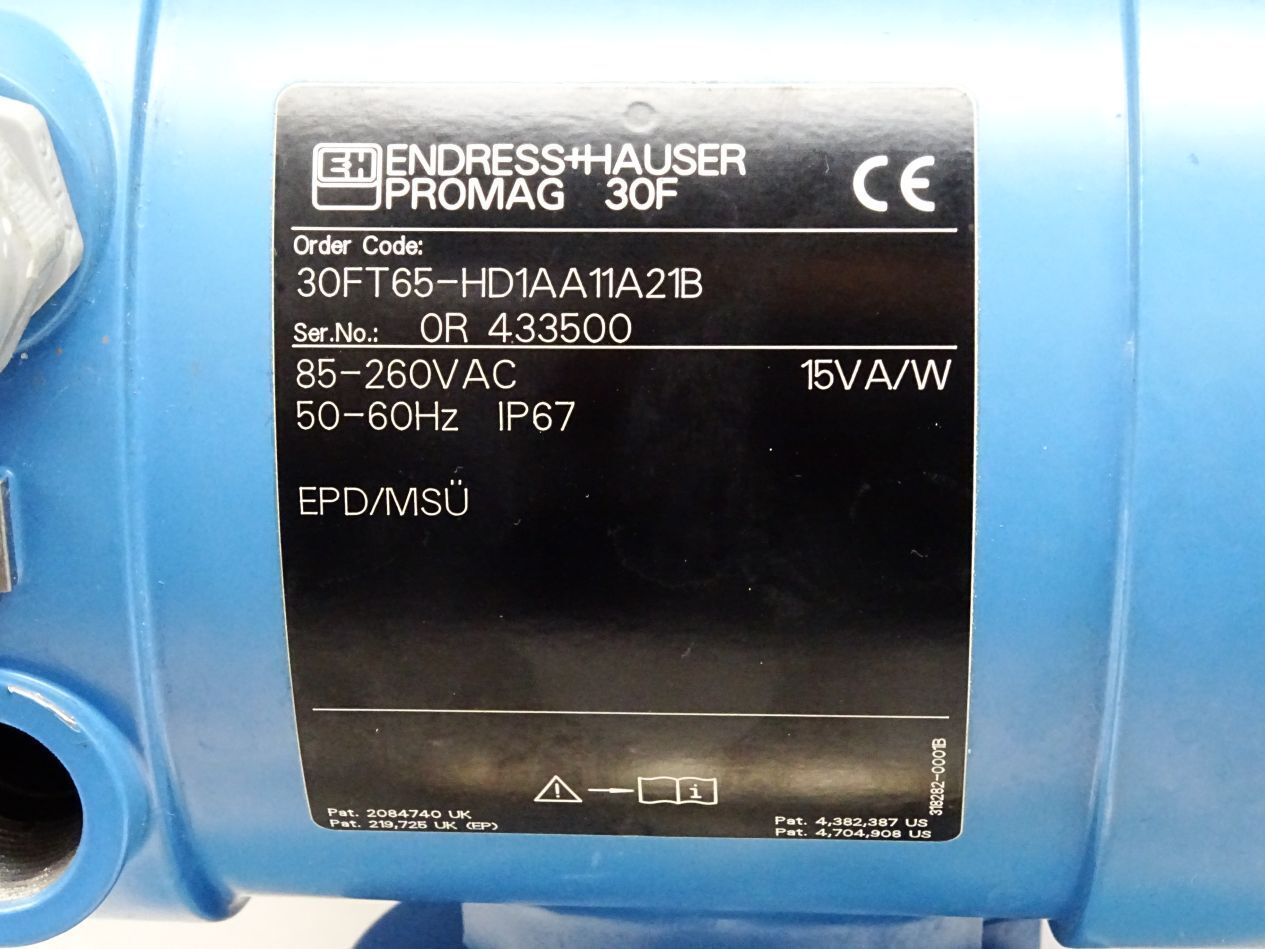 EH ENDRESS+HAUSER
PROMAG 30F
CE
Order Code:
30FT65-HD1AA11A21B
Ser.No.: 0R 433500
85-260VAC 15VA/W
50-60Hz IP67
EPD/MSÜ
i
318282-0001B
Pat. 2084740 UK
Pat. 219,725 UK (EP)
Pat. 4,382,387 US
Pat. 4,704,908 US